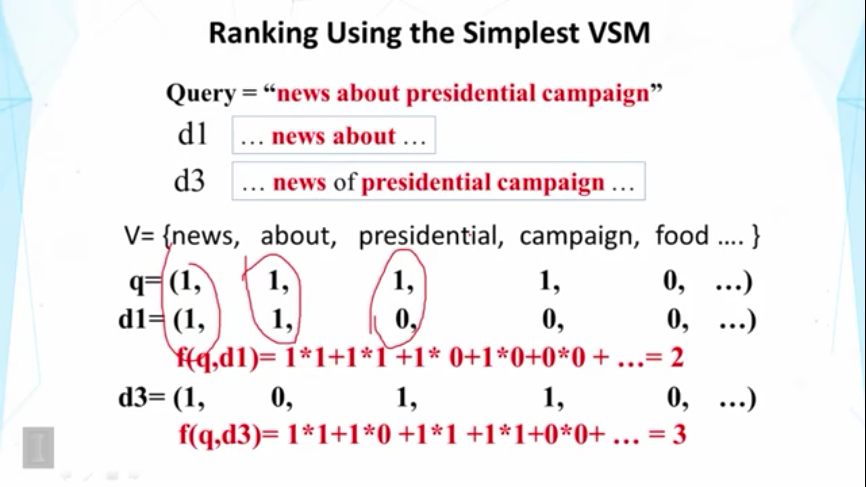 Ranking Using the Simplest VSM
Query = “news about presidential campaign”
d1 … news about …
d3 … news of presidential campaign …
V= {news, about, presidential, campaign, food …. }
q= (1, 1, 1, 1, 0, …)
d1= (1, 1, 0, 0, 0, …)
f(q,d1)= 1*1+1*1 +1* 0+1*0+0*0 + …= 2
d3= (1, 0, 1, 1, 0, …)
f(q,d3)= 1*1+1*0 +1*1 +1*1+0*0+ … = 3
I